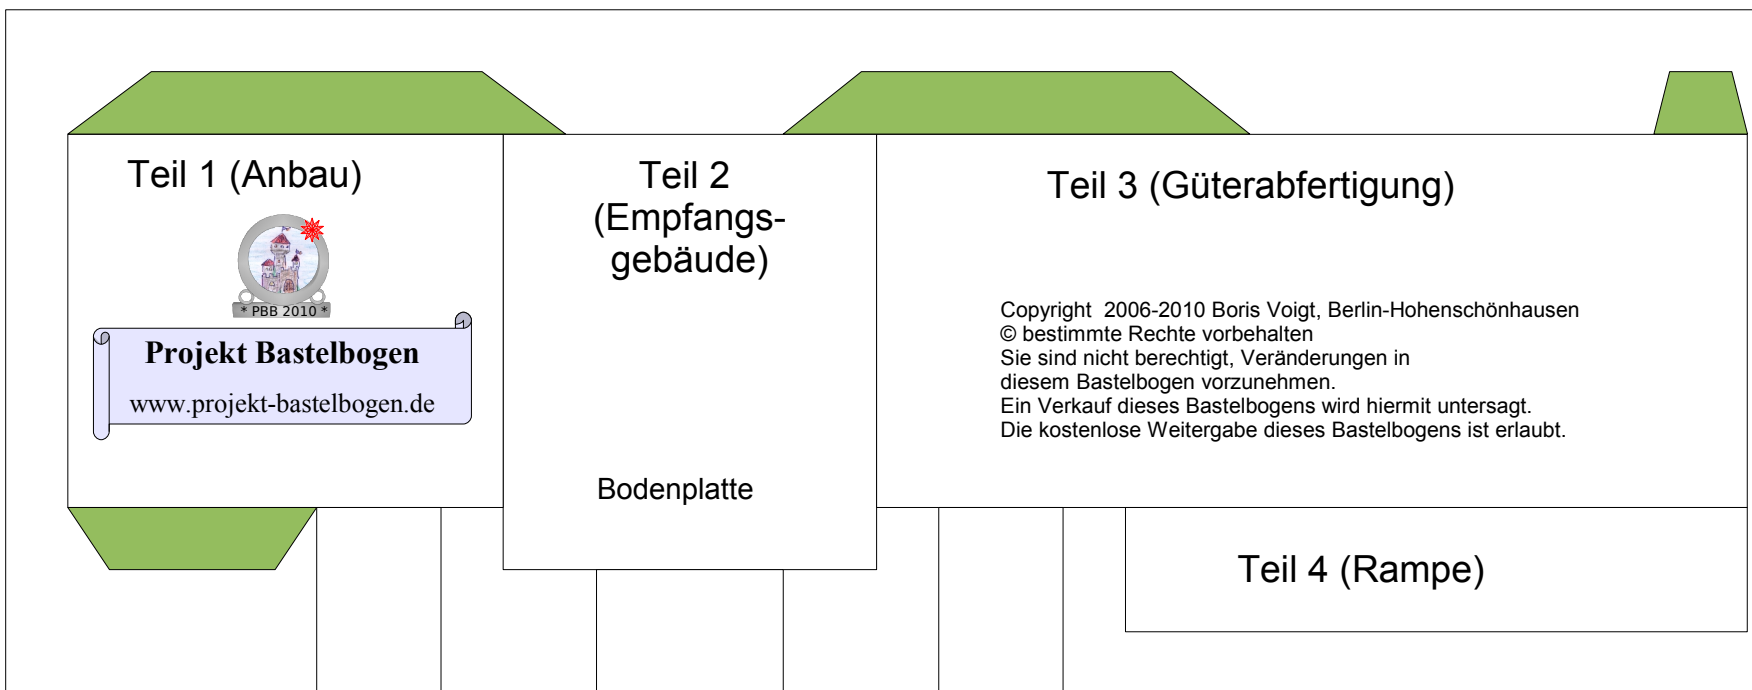 Teil 1 (Anbau)
* PBB 2010 *
Projekt Bastelbogen
www.projekt-bastelbogen.de
Teil 2
(Empfangs-
gebäude)
Bodenplatte
Teil 3 (Güterabfertigung)
Copyright  2006-2010 Boris Voigt, Berlin-Hohenschönhausen
© bestimmte Rechte vorbehalten
Sie sind nicht berechtigt, Veränderungen in
diesem Bastelbogen vorzunehmen.
Ein Verkauf dieses Bastelbogens wird hiermit untersagt.
Die kostenlose Weitergabe dieses Bastelbogens ist erlaubt.
Teil 4 (Rampe)